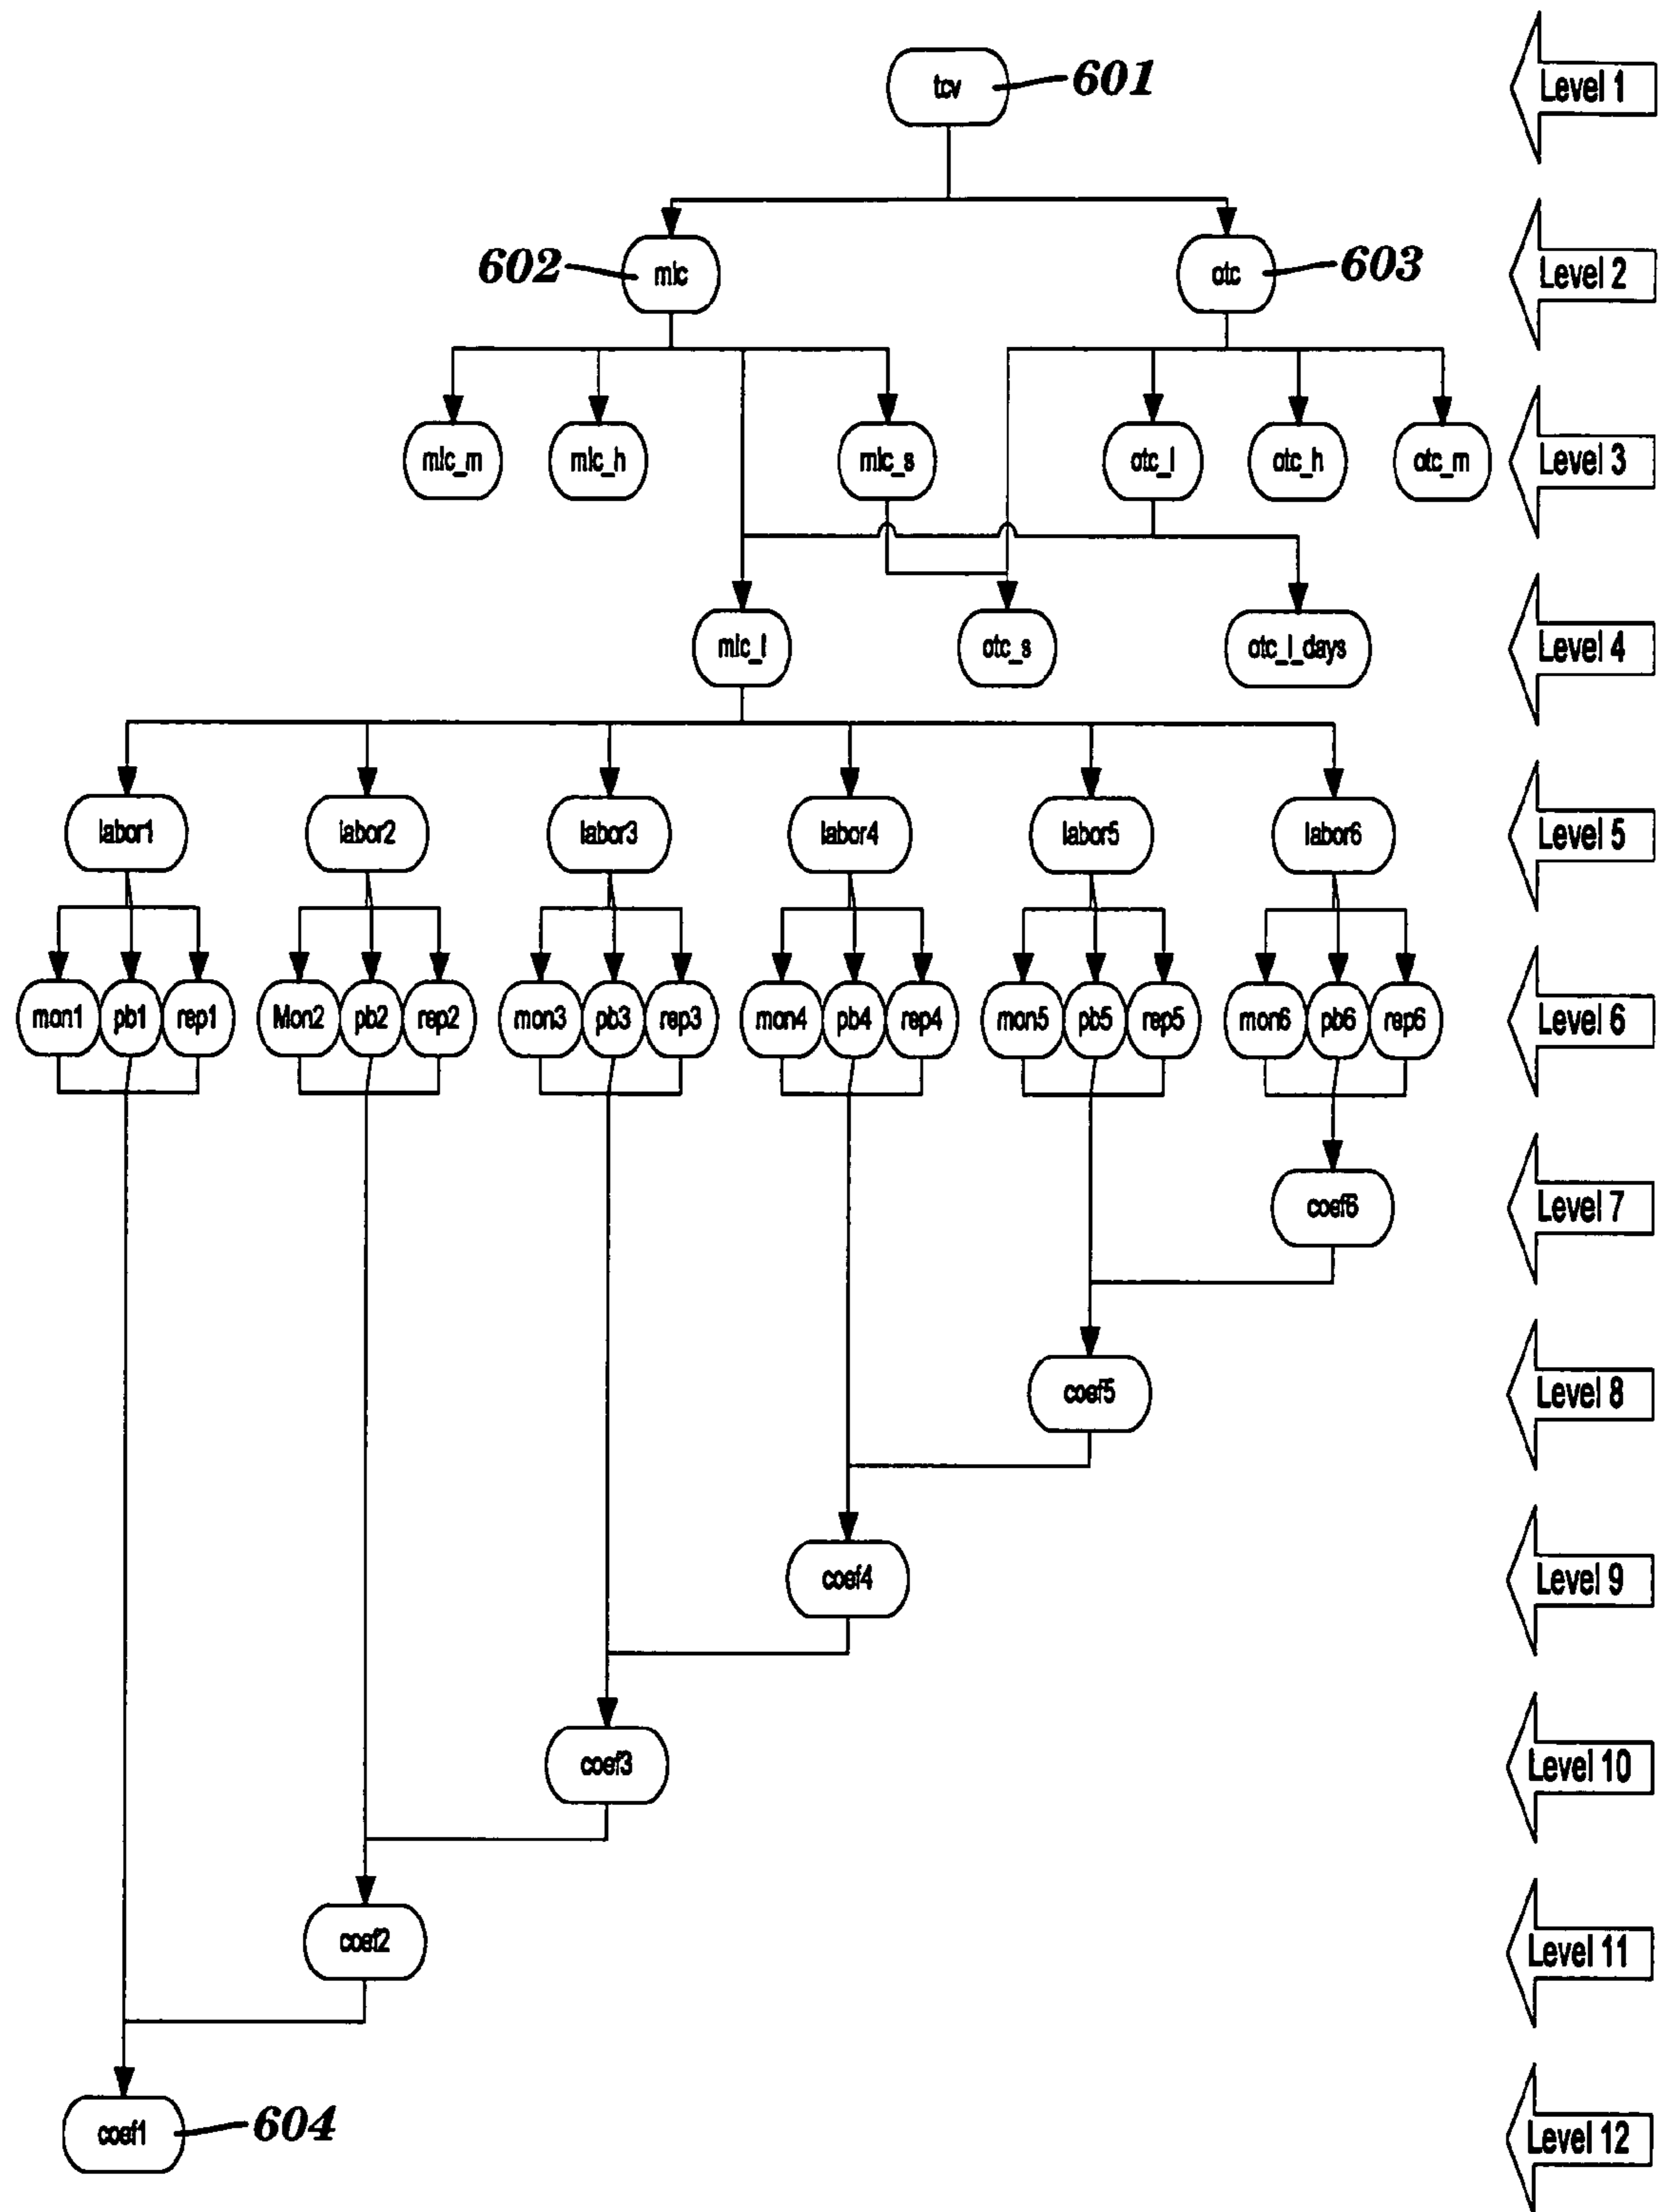 tcv 601 Level 1
602 mlc otc 603 Level 2
mlc_m mlc_h mlc_s otc_l otc_h otc_m Level 3
mlc_l otc_s otc_l_days Level 4
labor1 labor2 labor3 labor4 labor5 labor6 Level 5
mon1 pb1 rep1 Mon2 pb2 rep2 mon3 pb3 rep3 mon4 pb4 rep4 mon5 pb5 rep5 mon6 pb6 rep6 Level 6
coef6 Level 7
coef5 Level 8
coef4 Level 9
coef3 Level 10
coef2 Level 11
coef1 604 Level 12